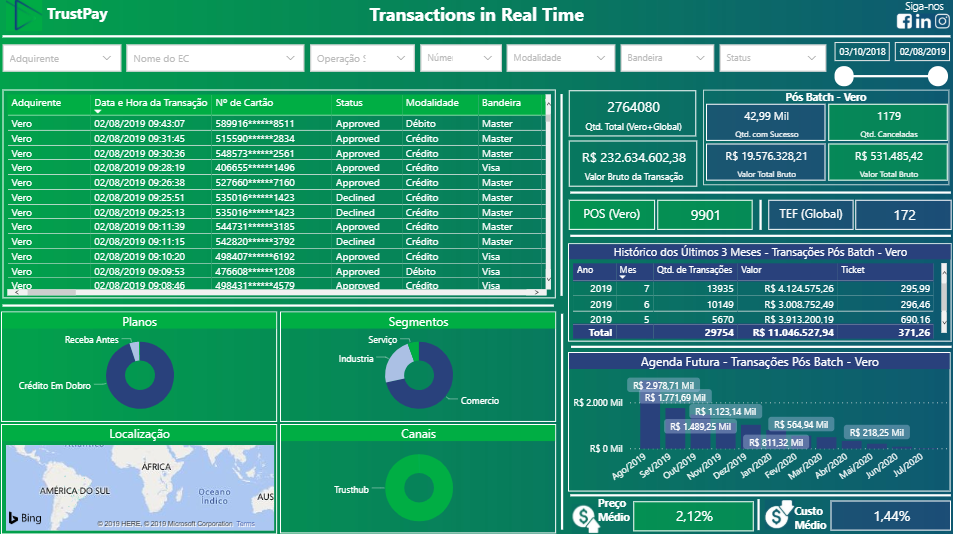 TrustPay
Transactions in Real Time
Siga-nos
Adquirente
Nome do EC
Operação S
Núme
Modalidade
Bandeira
Status
03/10/2018
02/08/2019
Adquirente Data e Hora da Transação Nº de Cartão Status Modalidade Bandeira
Vero 02/08/2019 09:43:07 589916******8511 Approved Débito Master
Vero 02/08/2019 09:31:45 515590******2834 Approved Crédito Master
Vero 02/08/2019 09:30:36 548573******2561 Approved Crédito Master
Vero 02/08/2019 09:28:19 406655******1496 Approved Crédito Visa
Vero 02/08/2019 09:26:38 527660******7160 Approved Crédito Master
Vero 02/08/2019 09:25:51 535016******1423 Declined Crédito Master
Vero 02/08/2019 09:25:13 535016******1423 Declined Crédito Master
Vero 02/08/2019 09:11:39 544731******3185 Approved Crédito Master
Vero 02/08/2019 09:11:15 542820******3792 Declined Crédito Master
Vero 02/08/2019 09:10:20 498407******6192 Approved Crédito Visa
Vero 02/08/2019 09:09:53 476608******1208 Approved Débito Visa
Vero 02/08/2019 09:08:46 498431******4579 Approved Crédito Visa
2764080
Qtd. Total (Vero+Global)
R$ 232.634.602,38
Valor Bruto da Transação
Pós Batch - Vero
42,99 Mil
Qtd. com Sucesso
1179
Qtd. Canceladas
R$ 19.576.328,21
Valor Total Bruto
R$ 531.485,42
Valor Total Bruto
POS (Vero)
9901
TEF (Global)
172
Histórico dos Últimos 3 Meses - Transações Pós Batch - Vero
Ano Mes Qtd. de Transações Valor Ticket
2019 7 13935 R$ 4.124.575,26 295,99
2019 6 10149 R$ 3.008.752,49 296,46
2019 5 5670 R$ 3.913.200,19 690,16
Total 29754 R$ 11.046.527,94 371,26
Planos
Receba Antes
Crédito Em Dobro
Segmentos
Serviço
Industria
Comercio
Localização
AMÉRICA DO SUL
ÁFRICA
Oceano
Índico
AUS
Bing
© 2019 HERE, © 2019 Microsoft Corporation Terms
Canais
Trusthub
Agenda Futura - Transações Pós Batch - Vero
R$ 2.978,71 Mil
R$ 1.771,69 Mil
R$ 2.000 Mil
R$ 1.123,14 Mil
R$ 564,94 Mil
R$ 1.489,25 Mil
R$ 218,25 Mil
R$ 811,32 Mil
R$ 0 Mil
Ago/2019
Set/2019
Out/2019
Nov/2019
Dez/2019
Jan/2020
Fev/2020
Mar/2020
Abr/2020
Mai/2020
Jun/2020
Jul/2020
Preço
Médio
2,12%
Custo
Médio
1,44%